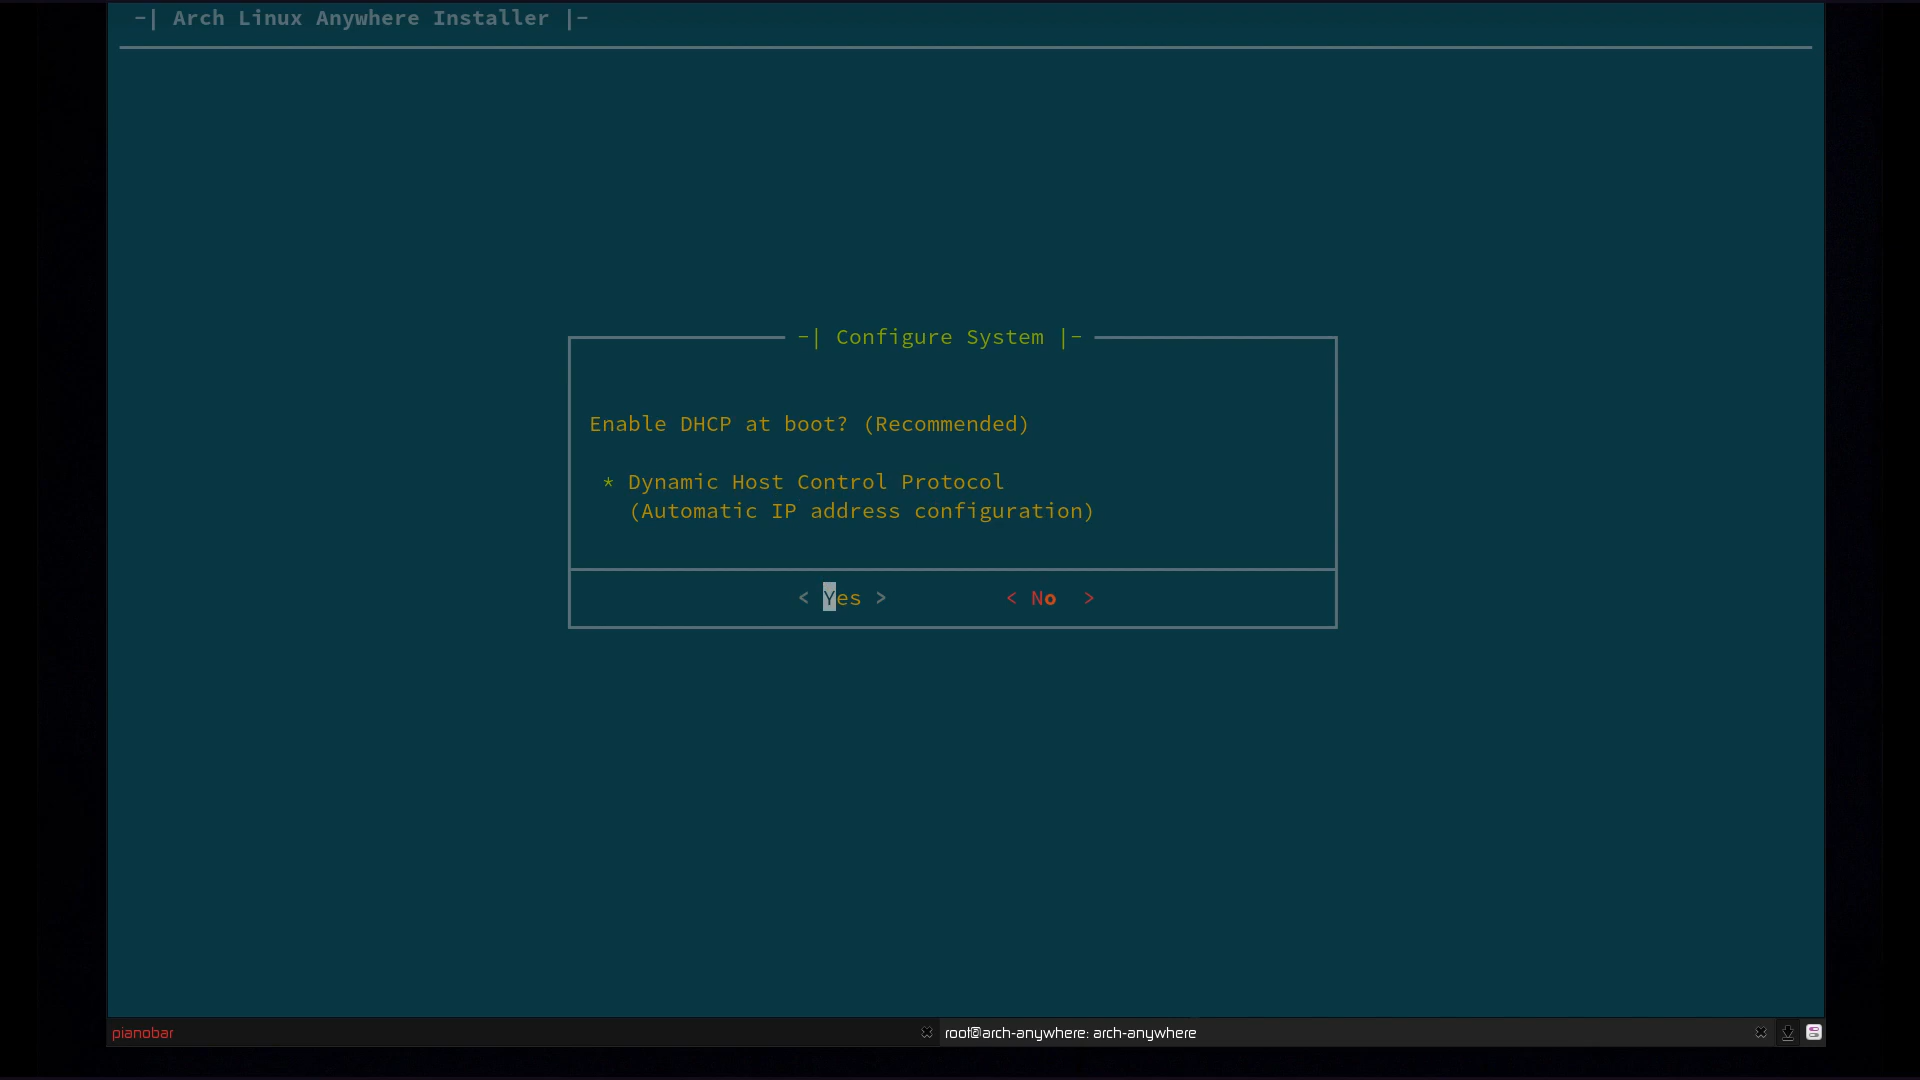 -| Arch Linux Anywhere Installer |-
-| Configure System |-
Enable DHCP at boot? (Recommended)
* Dynamic Host Control Protocol
(Automatic IP address configuration)
< Yes > < No >
pianobar
root@arch-anywhere: arch-anywhere